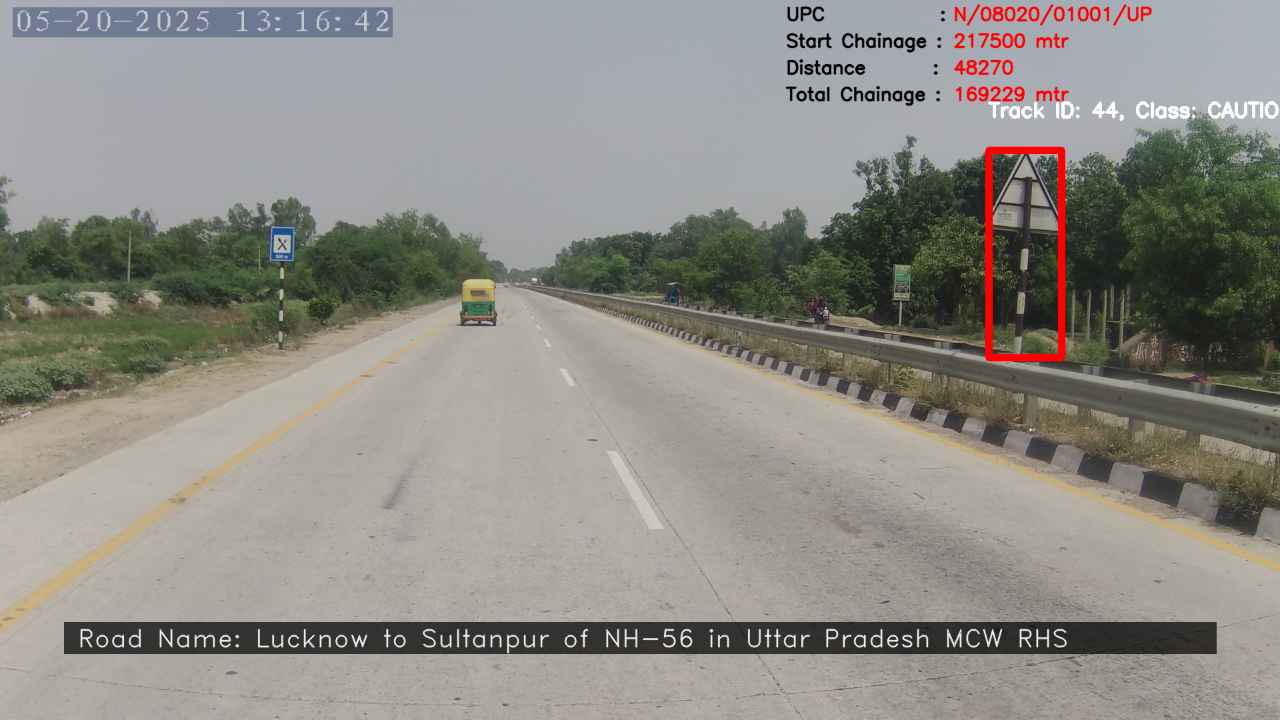 05-20-2025 13:16:42
UPC : N/08020/01001/UP
Start Chainage : 217500 mtr
Distance : 48270
Total Chainage : 169229 mtr
Track ID: 44, Class: CAUTIO
Road Name: Lucknow to Sultanpur of NH-56 in Uttar Pradesh MCW RHS